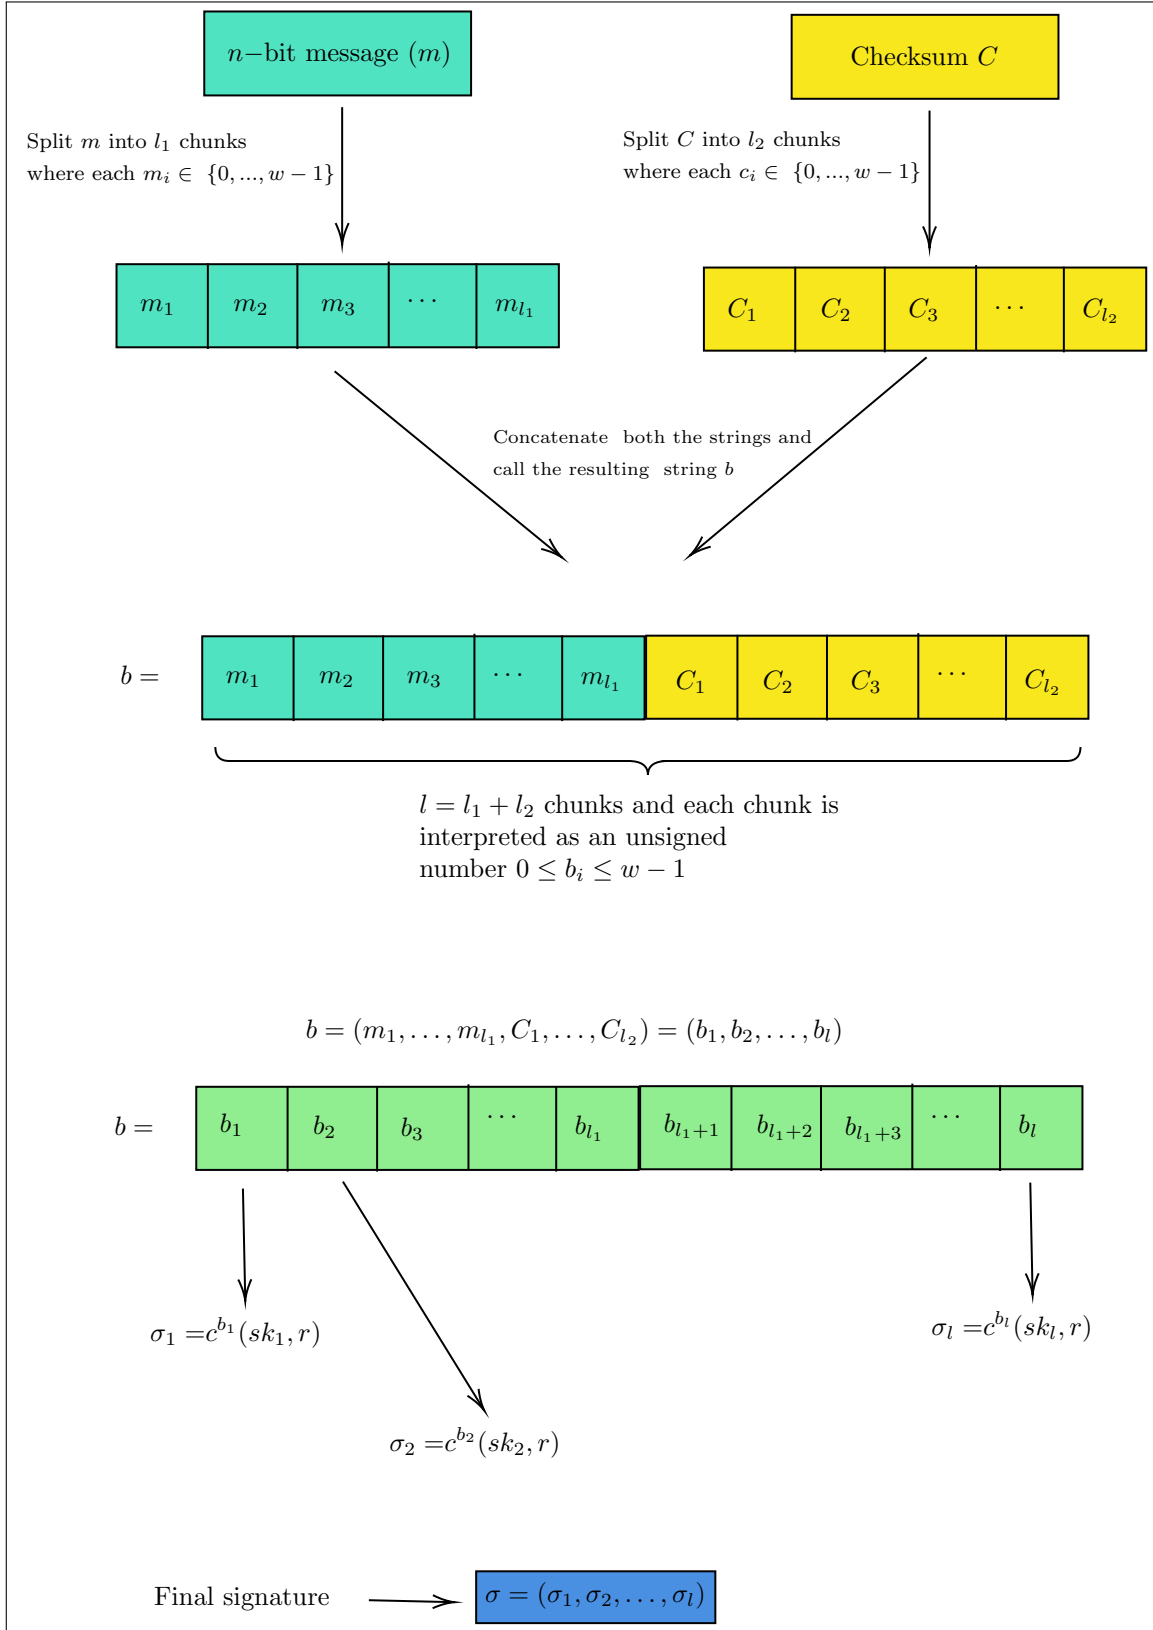 n−bit message (m)
Checksum C
Split m into l₁ chunks
where each mᵢ ∈ {0, ..., w − 1}
Split C into l₂ chunks
where each cᵢ ∈ {0, ..., w − 1}
m₁ m₂ m₃ ··· m_{l₁}
C₁ C₂ C₃ ··· C_{l₂}
Concatenate both the strings and
call the resulting string b
b = m₁ m₂ m₃ ··· m_{l₁} C₁ C₂ C₃ ··· C_{l₂}
l = l₁ + l₂ chunks and each chunk is
interpreted as an unsigned
number 0 ≤ bᵢ ≤ w − 1
b = (m₁, . . . , m_{l₁}, C₁, . . . , C_{l₂}) = (b₁, b₂, . . . , b_l)
b = b₁ b₂ b₃ ··· b_{l₁} b_{l₁+1} b_{l₁+2} b_{l₁+3} ··· b_l
σ₁ =c^{b₁}(sk₁, r)
σ_l =c^{b_l}(sk_l, r)
σ₂ =c^{b₂}(sk₂, r)
Final signature
σ = (σ₁, σ₂, . . . , σ_l)